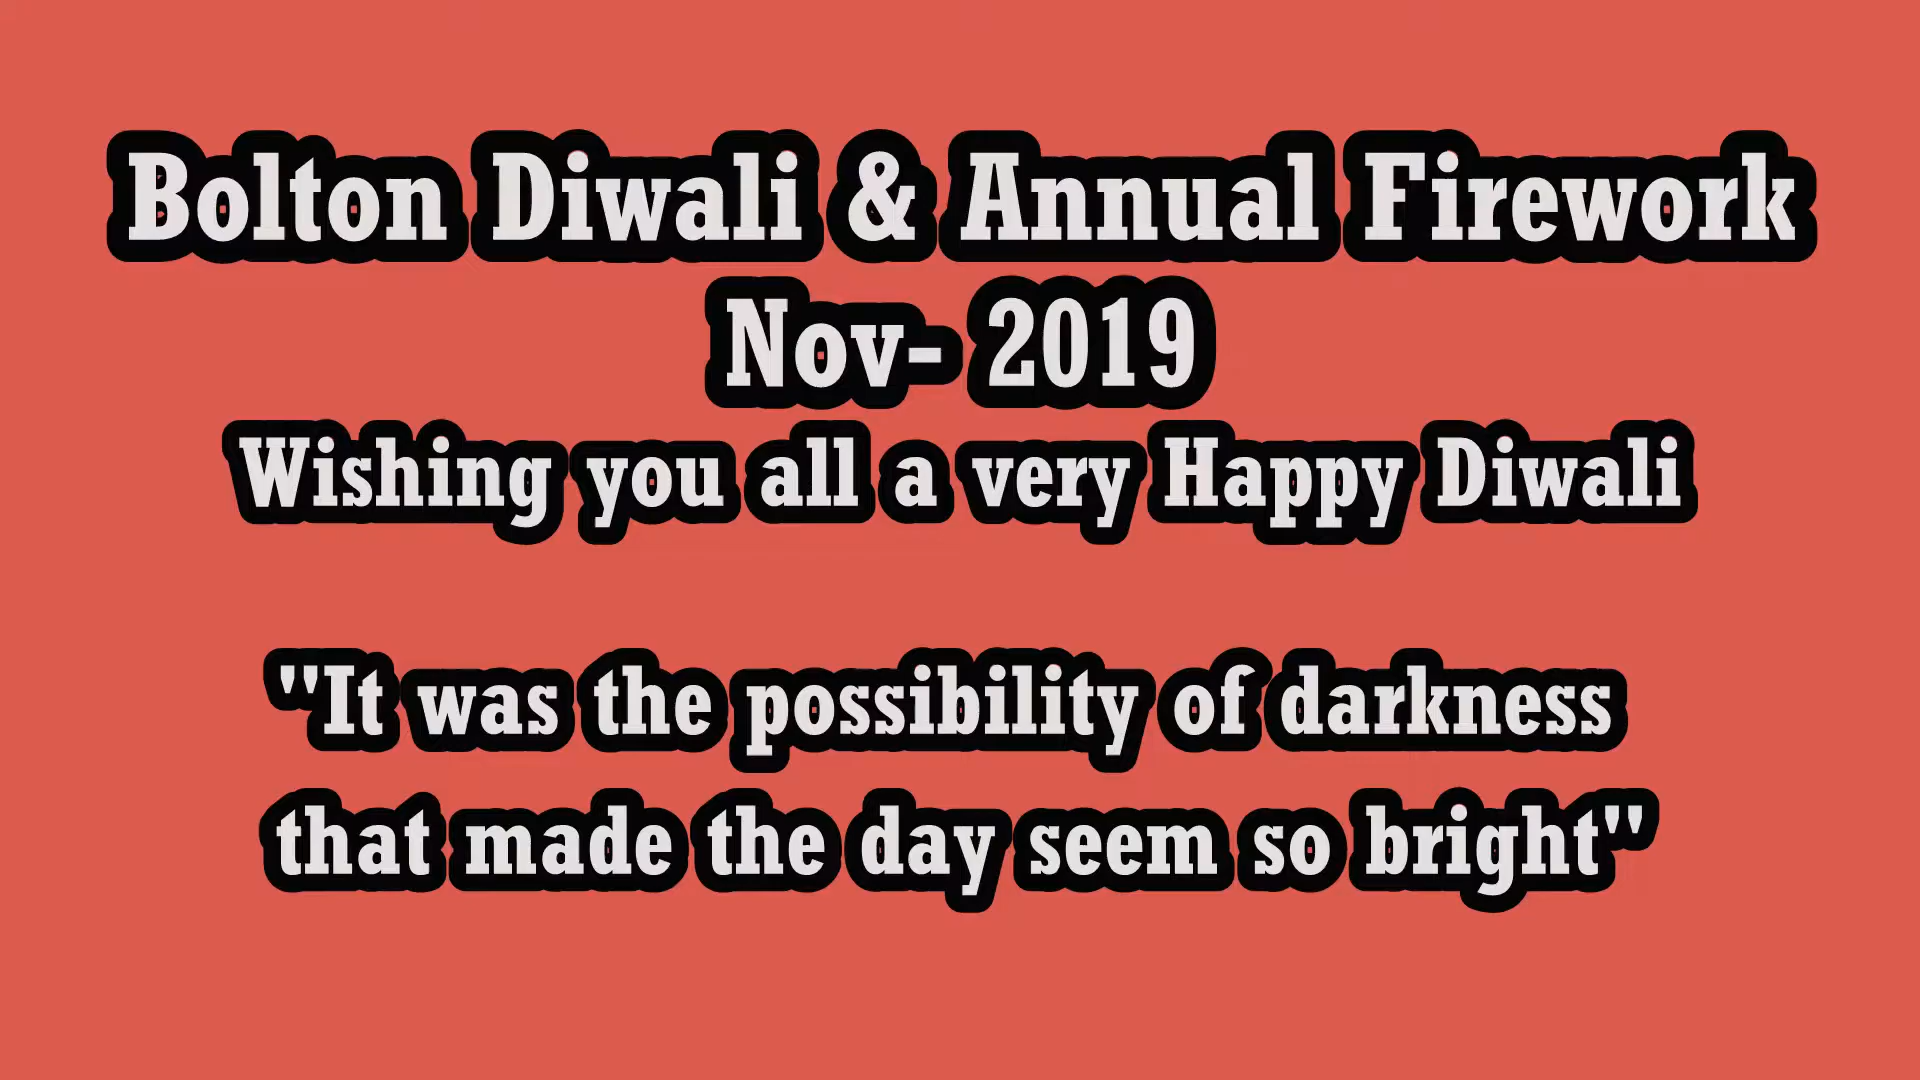 Bolton Diwali & Annual Firework
Nov- 2019
Wishing you all a very Happy Diwali
"It was the possibility of darkness
that made the day seem so bright"